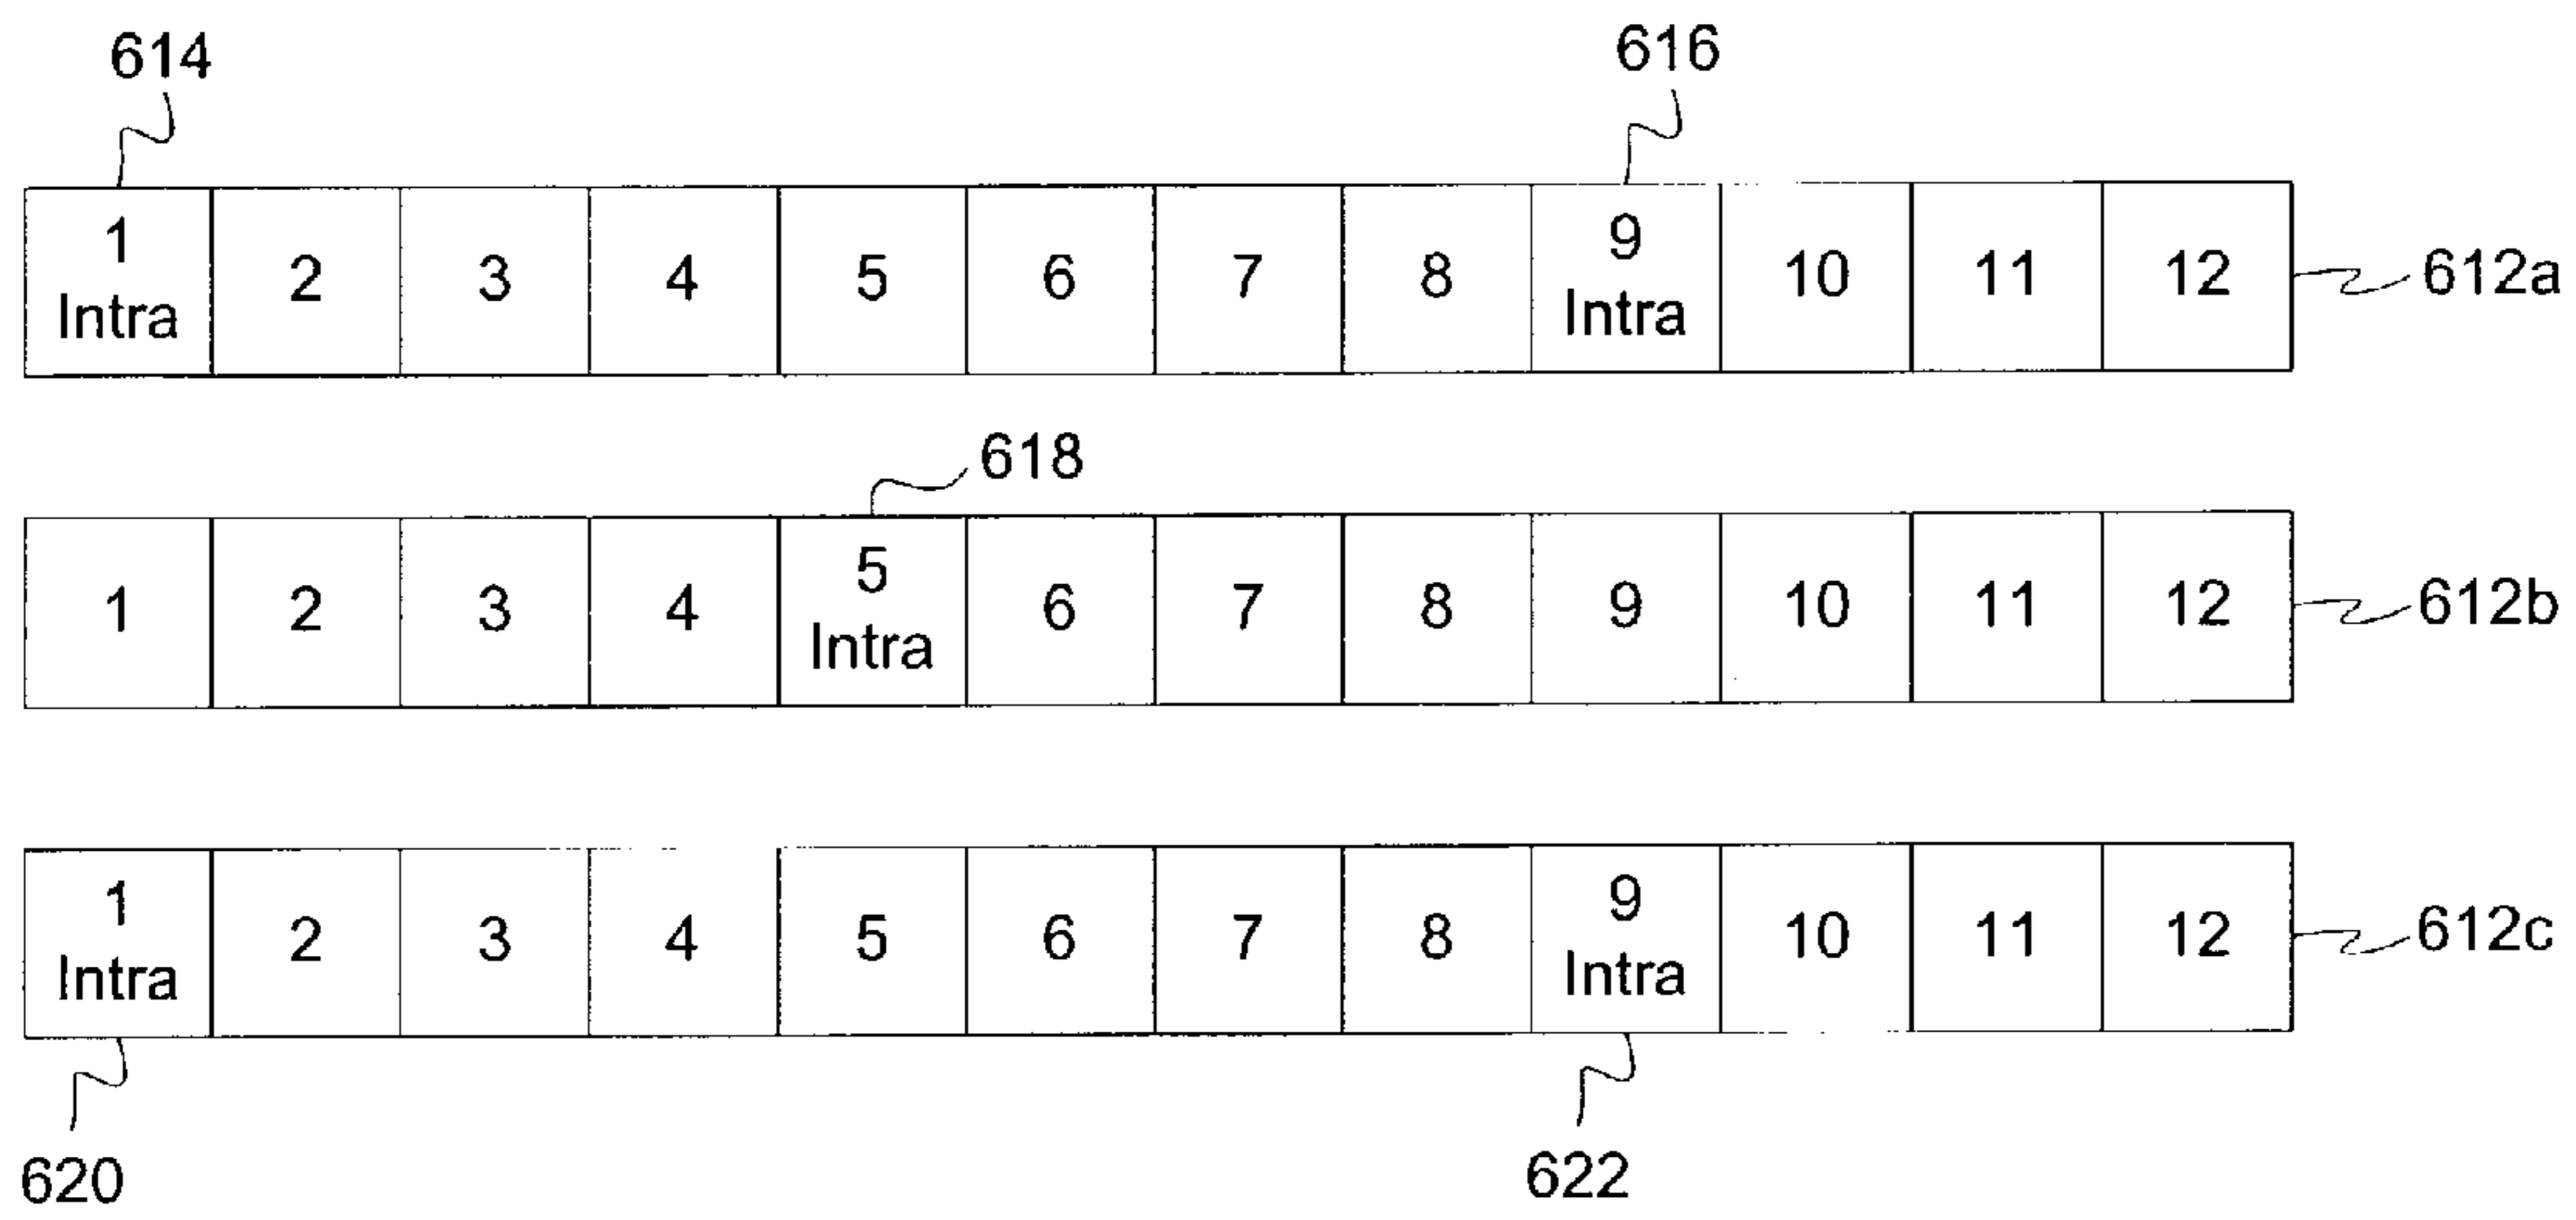 614
616
1 2 3 4 5 6 7 8 9 10 11 12 612a
Intra Intra
618
1 2 3 4 5 6 7 8 9 10 11 12 612b
Intra
1 2 3 4 5 6 7 8 9 10 11 12 612c
Intra Intra
620
622